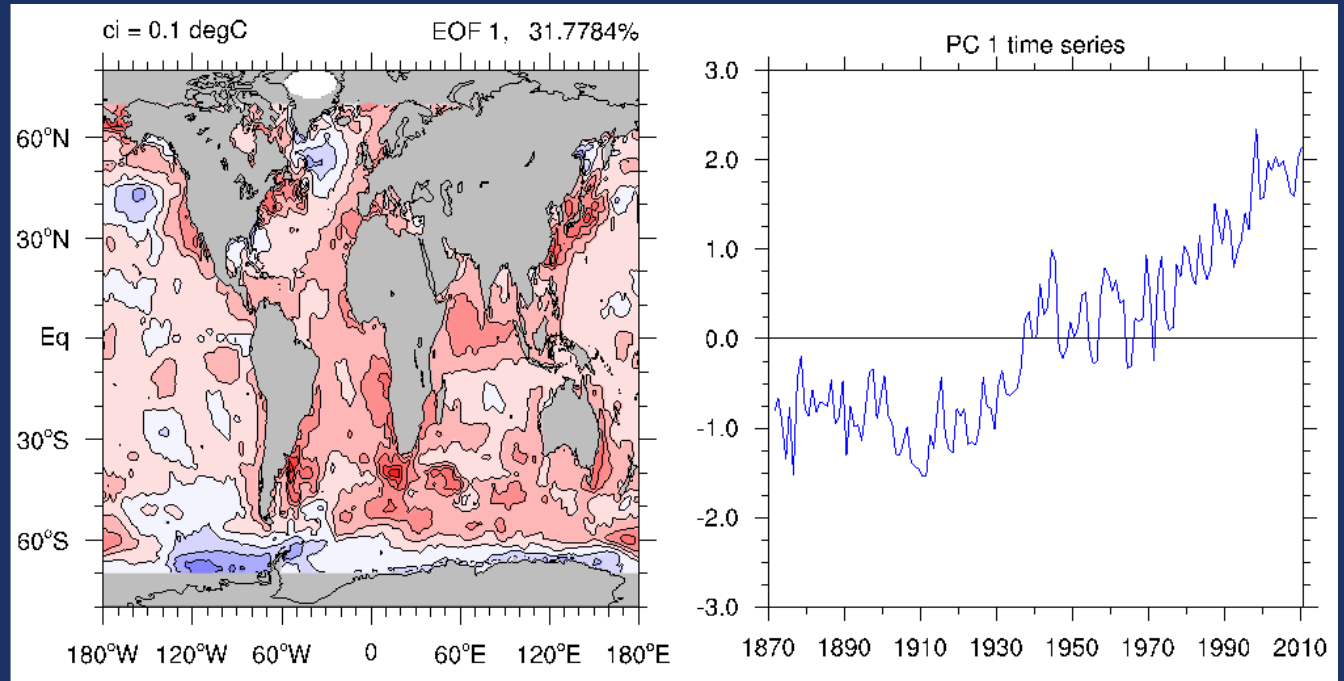 ci = 0.1 degC
EOF 1, 31.7784%
60°N
30°N
Eq
30°S
60°S
180°W 120°W 60°W 0 60°E 120°E 180°E
PC 1 time series
3.0
2.0
1.0
0.0
-1.0
-2.0
-3.0
1870 1890 1910 1930 1950 1970 1990 2010